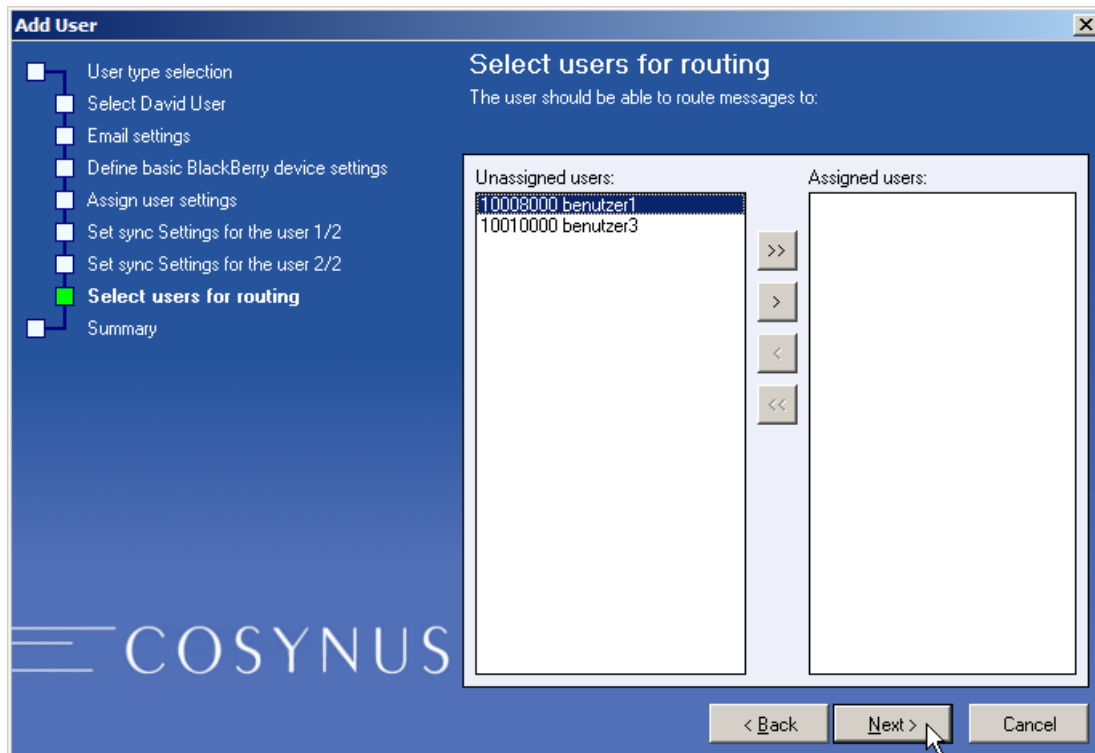 Add User
User type selection
Select David User
Email settings
Define basic BlackBerry device settings
Assign user settings
Set sync Settings for the user 1/2
Set sync Settings for the user 2/2
Select users for routing
Summary
COSYNUS
Select users for routing
The user should be able to route messages to:
Unassigned users:
10008000 benutzer1
10010000 benutzer3
>>
>
<
<<
Assigned users:
< Back
Next >
Cancel